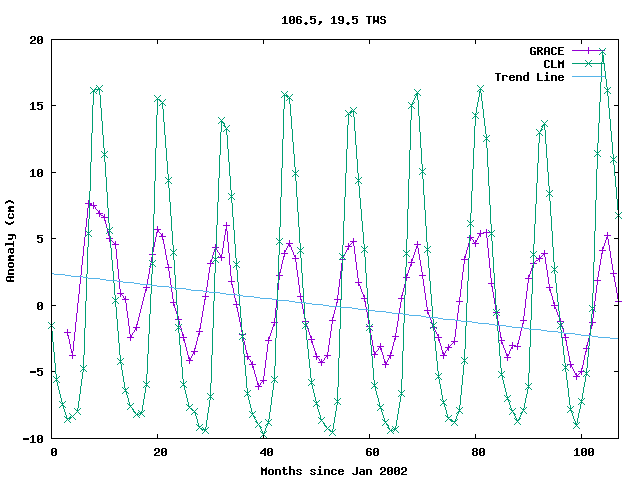 106.5, 19.5 TWS
GRACE
CLM
Trend Line
20
15
10
5
0
-5
-10
Anomaly (cm)
0 20 40 60 80 100
Months since Jan 2002